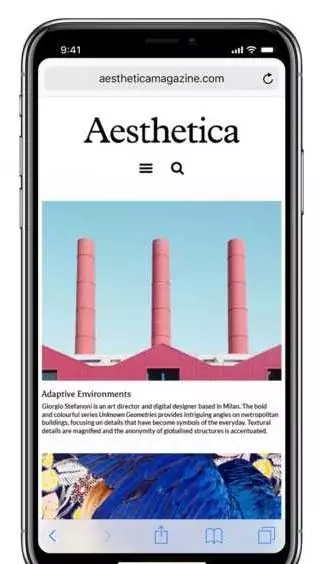 9:41
aestheticamagazine.com
Aesthetica
Adaptive Environments
Giorgio Stefanoni is an art director and digital designer based in Milan. The bold
and colourful series Unknown Geometries provides intriguing angles on metropolitan
buildings, focusing on details that have become symbols of the everyday. Textural
details are magnified and the anonymity of globalised structures is accentuated.